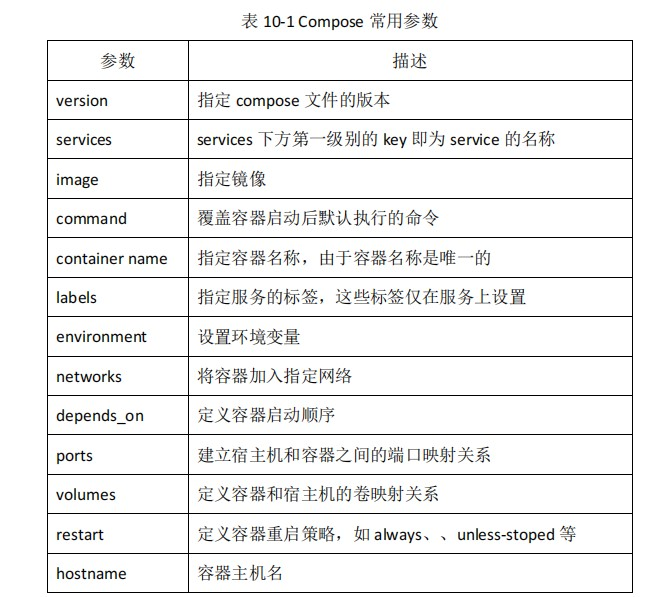 表 10-1 Compose 常用参数
参数 描述
version 指定 compose 文件的版本
services services 下方第一级别的 key 即为 service 的名称
image 指定镜像
command 覆盖容器启动后默认执行的命令
container name 指定容器名称，由于容器名称是唯一的
labels 指定服务的标签，这些标签仅在服务上设置
environment 设置环境变量
networks 将容器加入指定网络
depends_on 定义容器启动顺序
ports 建立宿主机和容器之间的端口映射关系
volumes 定义容器和宿主机的卷映射关系
restart 定义容器重启策略，如 always、、unless-stoped 等
hostname 容器主机名